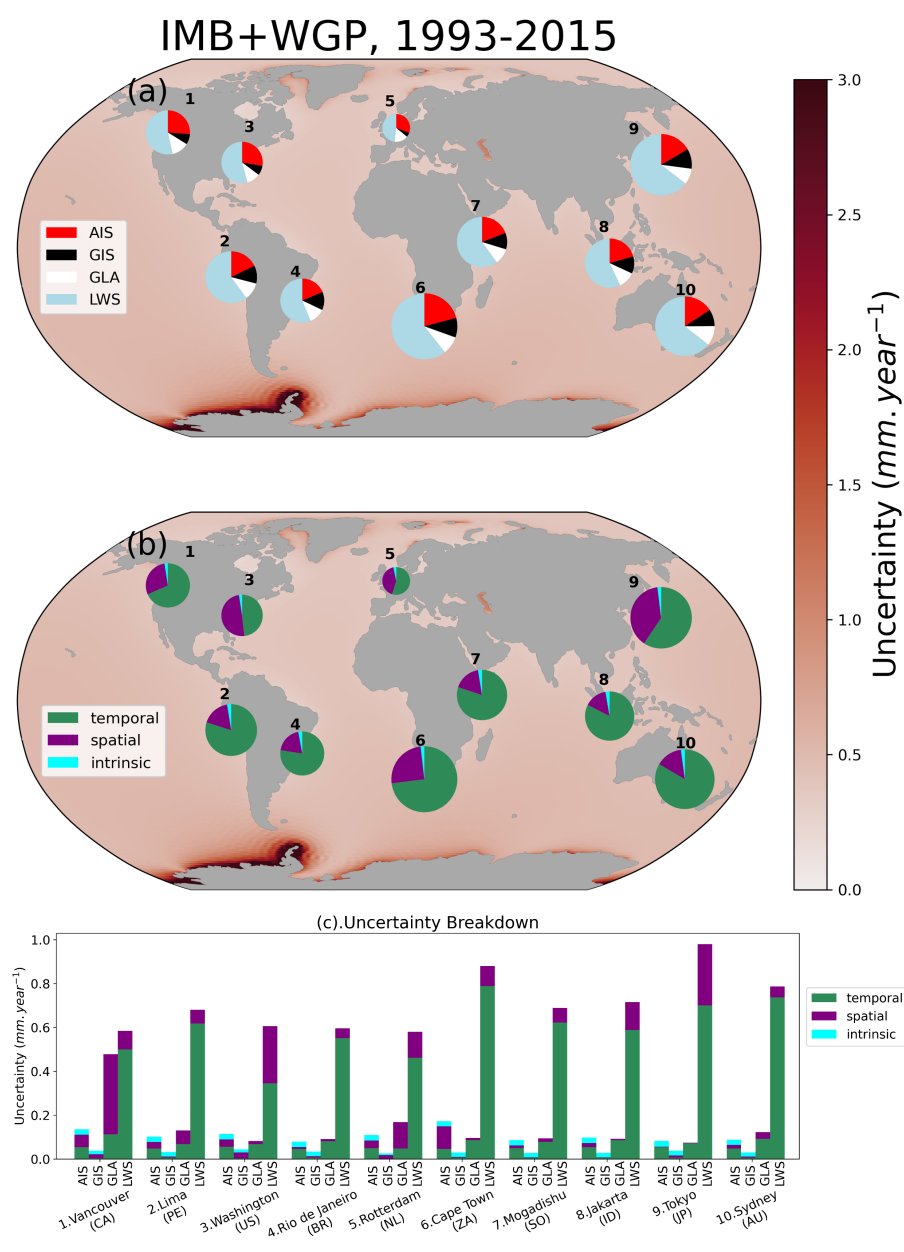 IMB+WGP, 1993-2015
(a)
1
3
5
9
7
2
4
8
6
10
AIS
GIS
GLA
LWS
3.0
2.5
2.0
1.5
1.0
0.5
0.0
Uncertainty (mm. year⁻¹)
(b)
1
3
5
9
7
2
4
8
6
10
temporal
spatial
intrinsic
(c).Uncertainty Breakdown
Uncertainty (mm. year⁻¹)
1.0
0.8
0.6
0.4
0.2
0.0
temporal
spatial
intrinsic
AIS GIS GLA LWS AIS GIS GLA LWS AIS GIS GLA LWS AIS GIS GLA LWS AIS GIS GLA LWS AIS GIS GLA LWS AIS GIS GLA LWS AIS GIS GLA LWS AIS GIS GLA LWS AIS GIS GLA LWS
1.Vancouver
(CA)
2.Lima
(PE)
3.Washington
(US)
4.Rio de Janeiro
(BR)
5.Rotterdam
(NL)
6.Cape Town
(ZA)
7.Mogadishu
(SO)
8.Jakarta
(ID)
9.Tokyo
(JP)
10.Sydney
(AU)